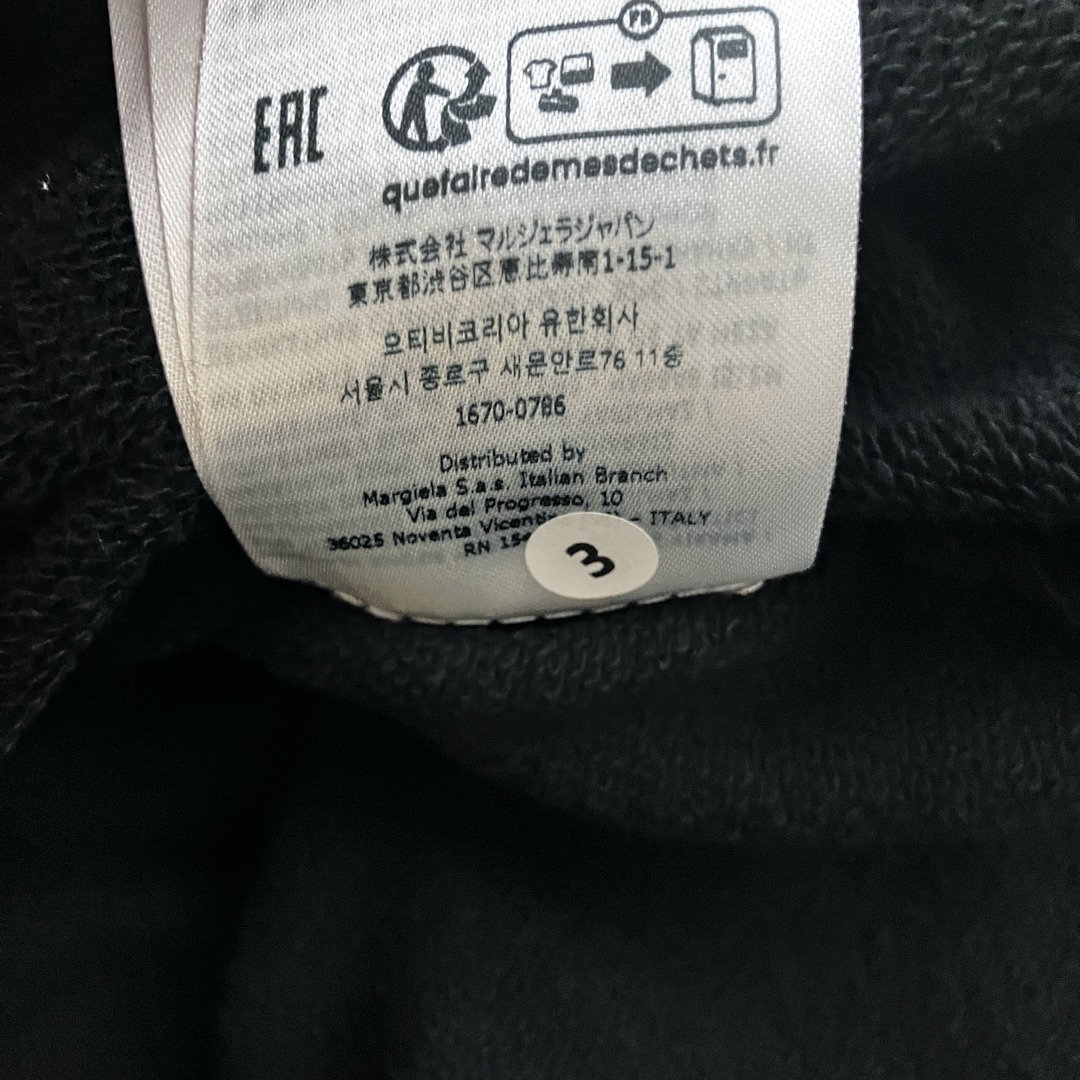 FR
EAC
quefairedemesdechets.fr
株式会社 マルジェラジャパン
東京都渋谷区恵比寿南1-15-1
오티비코리아 유한회사
서울시 종로구 새문안로76 11층
1670-0786
Distributed by
Margiela S.a.s. Italian Branch
Via del Progresso, 10
36025 Noventa - ITALY
RN
3